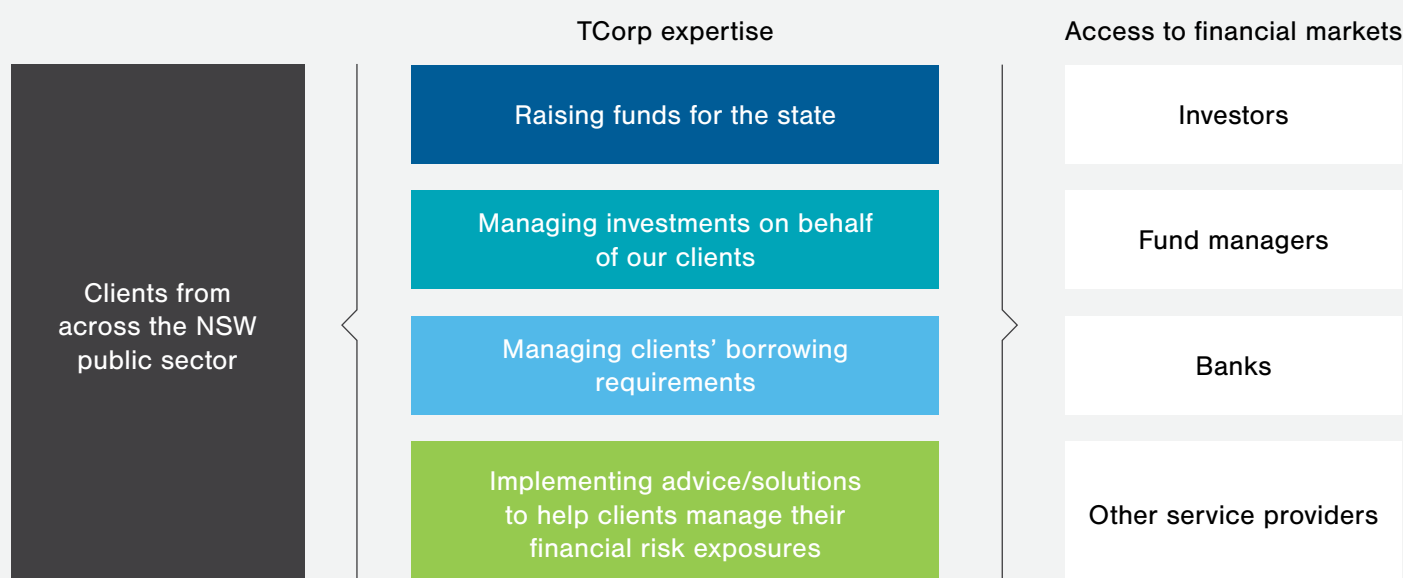 TCorp expertise
Access to financial markets
Clients from
across the NSW
public sector
Raising funds for the state
Managing investments on behalf
of our clients
Managing clients’ borrowing
requirements
Implementing advice/solutions
to help clients manage their
financial risk exposures
Investors
Fund managers
Banks
Other service providers